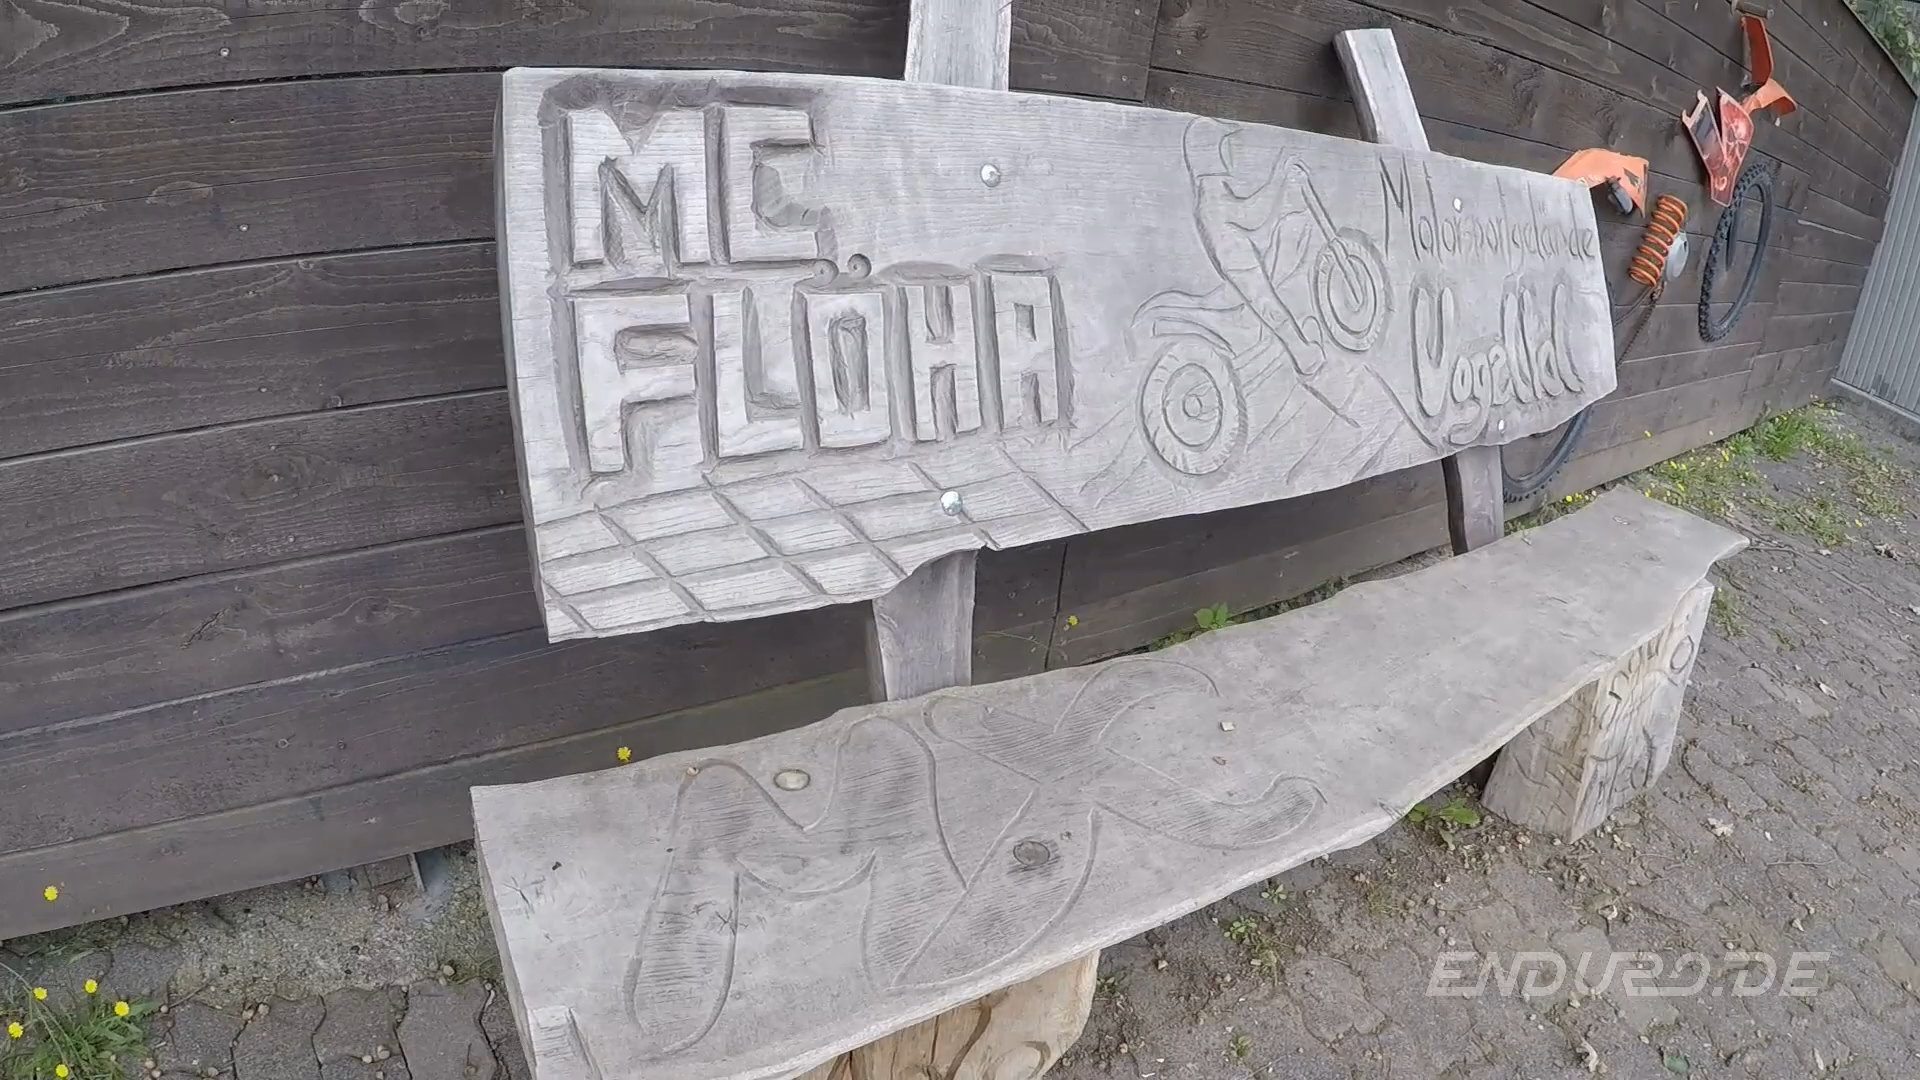 MC
FLÖHA
Motorsportgelände
VogelTal
MX
ENDURO.DE